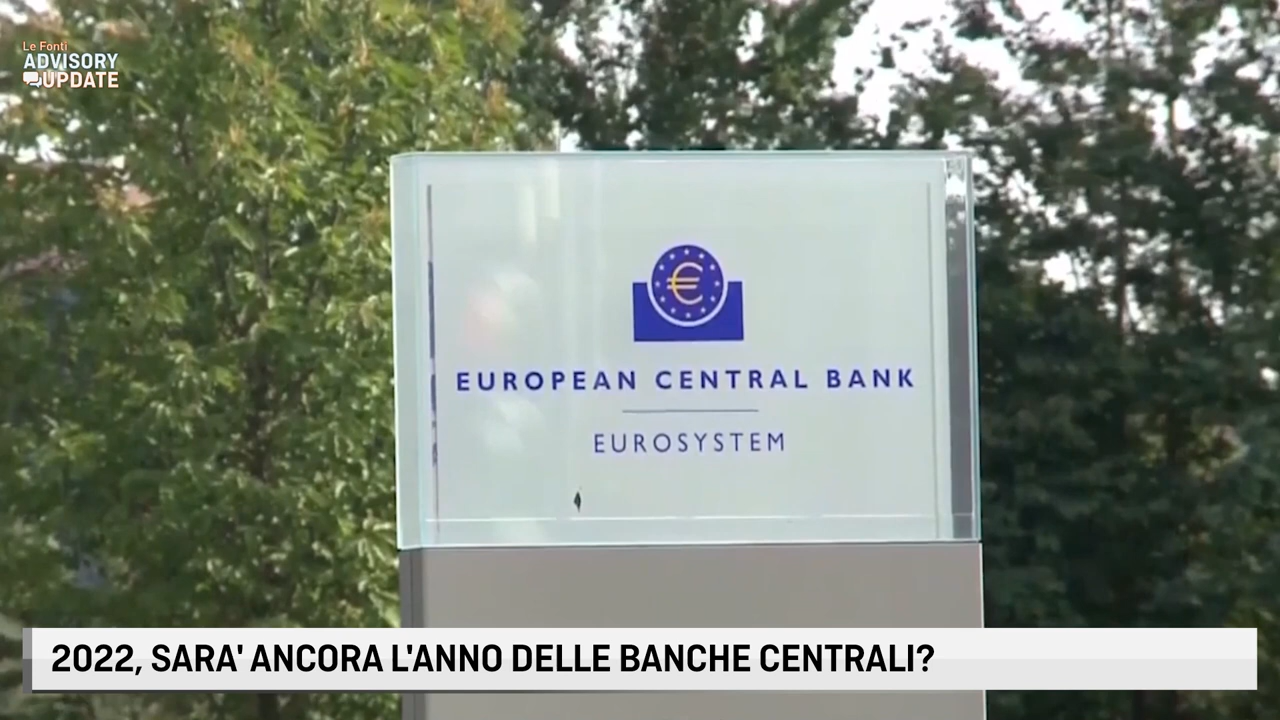 Le Fonti
ADVISORY
UPDATE
€
EUROPEAN CENTRAL BANK
EUROSYSTEM
2022, SARA' ANCORA L'ANNO DELLE BANCHE CENTRALI?